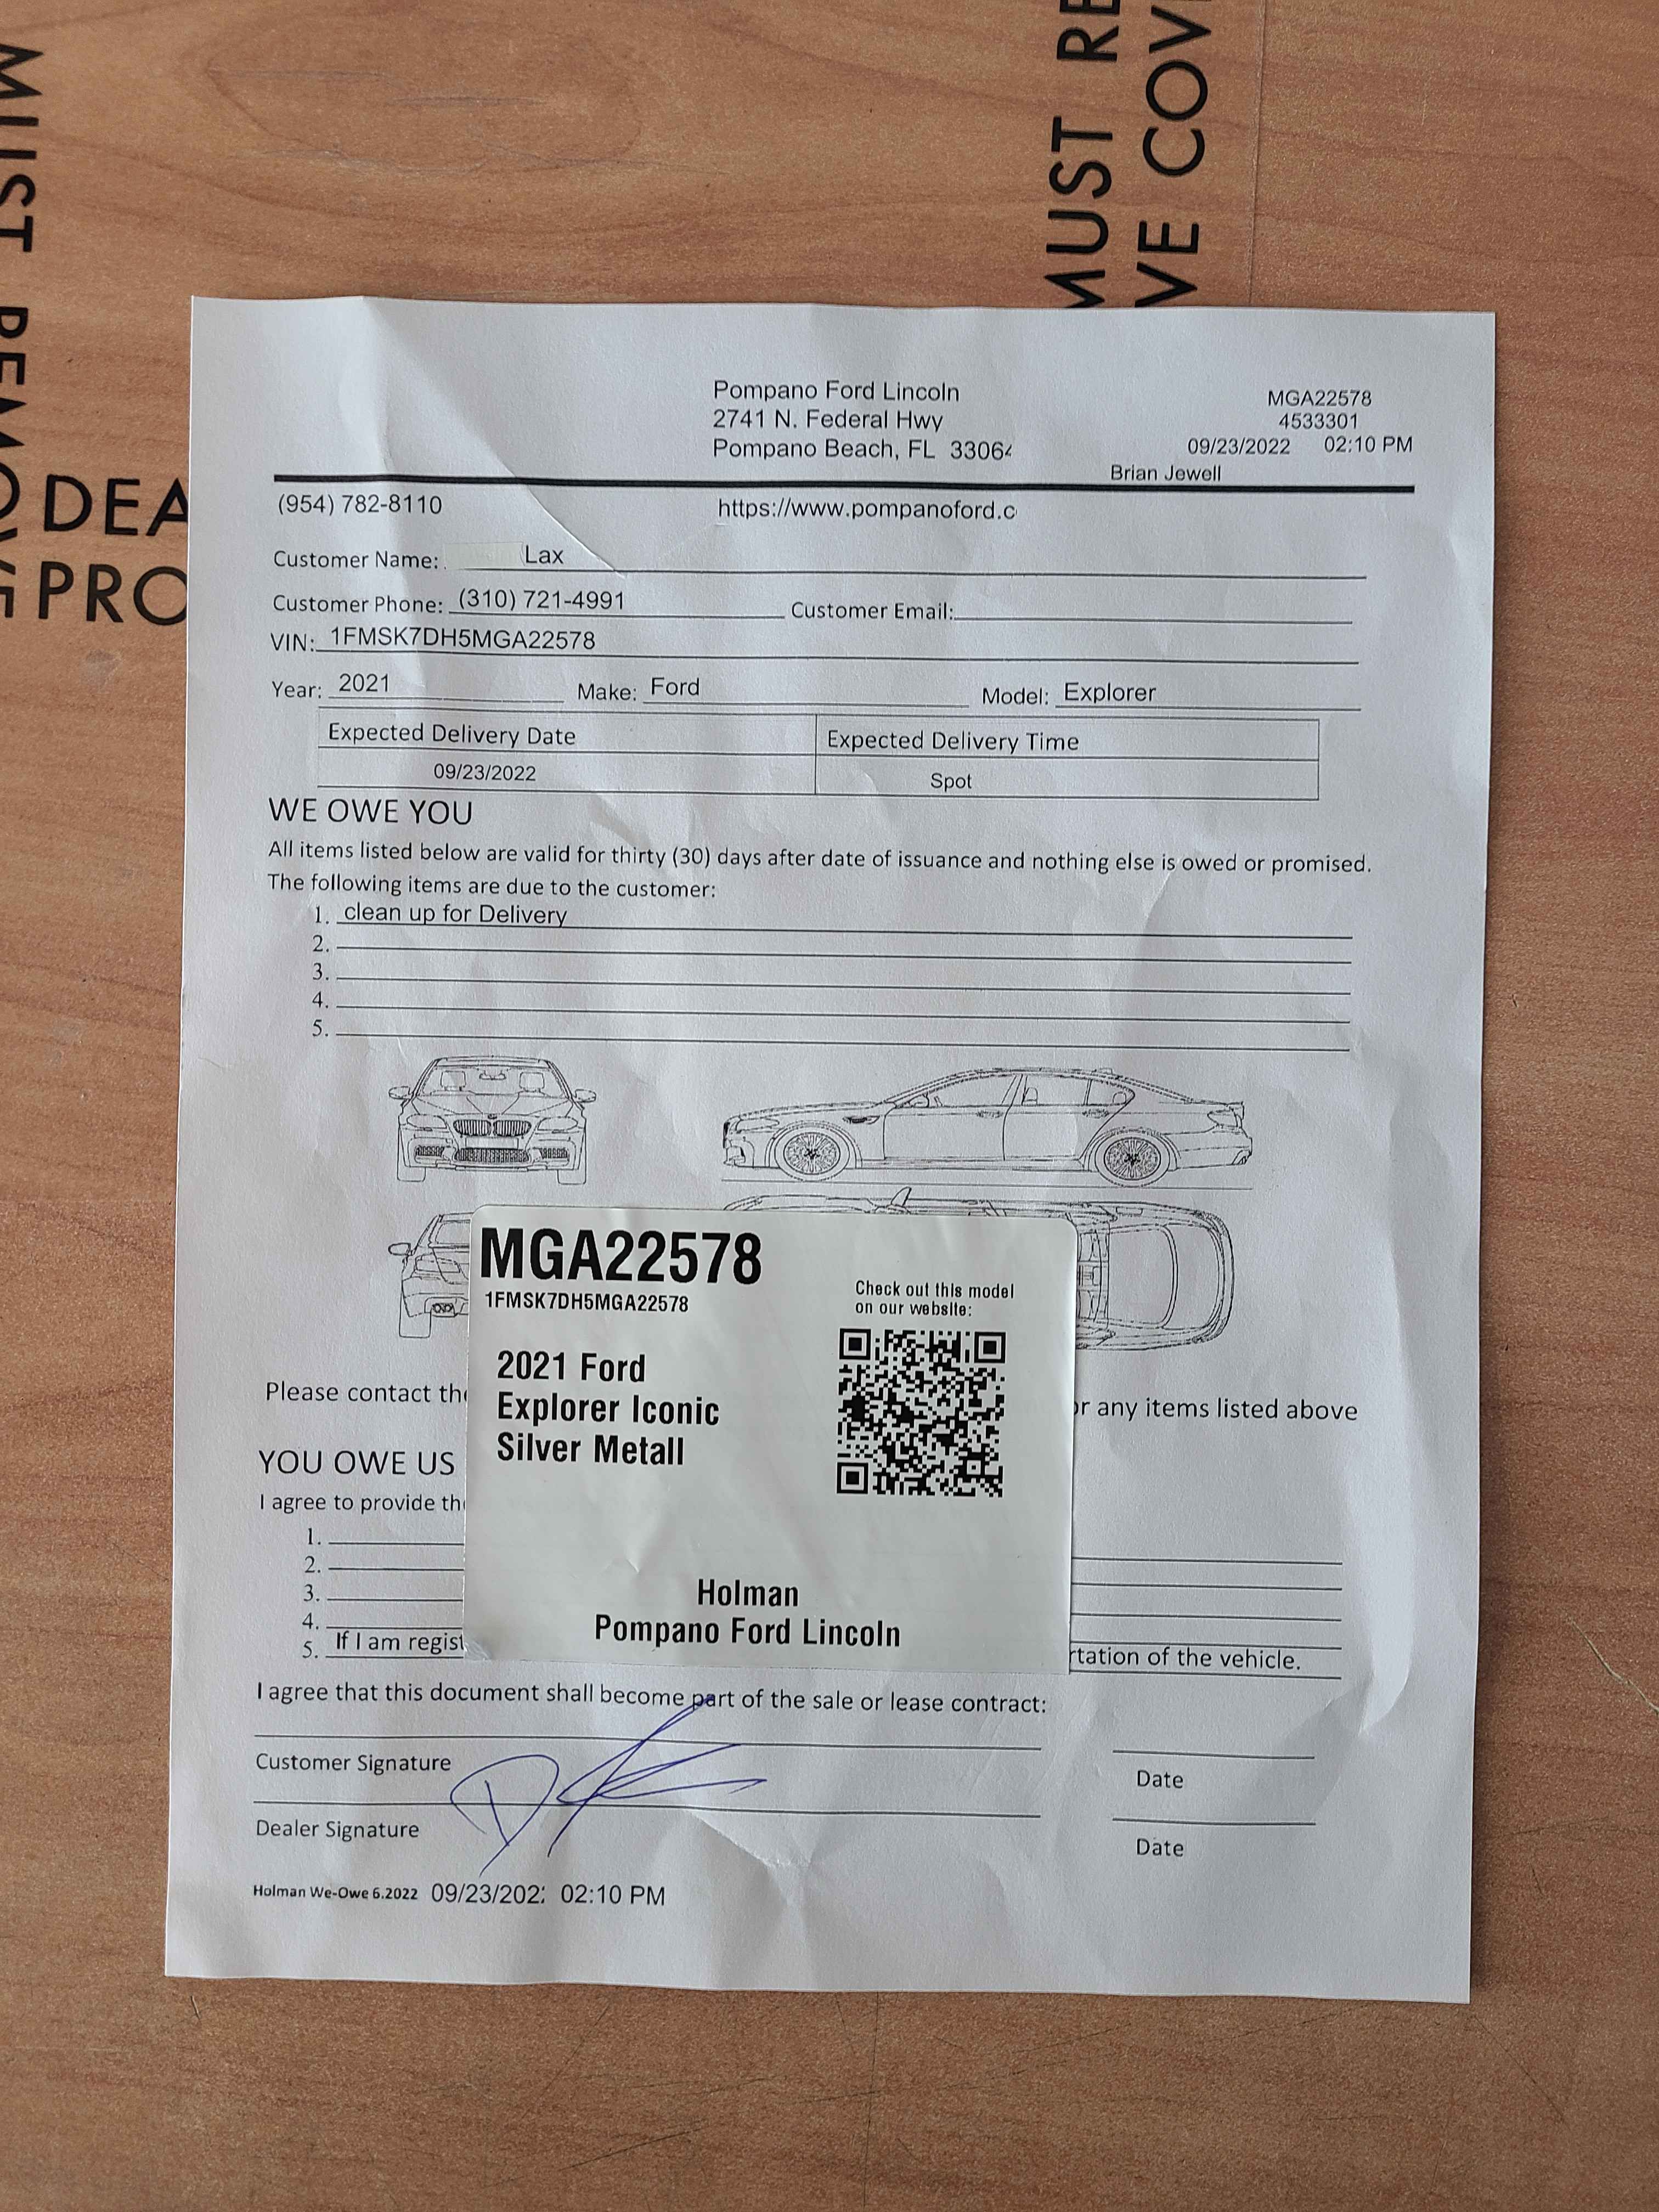 MUST RE
VE COV
MUST REMOV
DEA
PRO
Pompano Ford Lincoln
2741 N. Federal Hwy
Pompano Beach, FL 33064
MGA22578
4533301
09/23/2022 02:10 PM
Brian Jewell
(954) 782-8110
https://www.pompanoford.c
Customer Name: Lax
Customer Phone: (310) 721-4991 Customer Email:
VIN: 1FMSK7DH5MGA22578
Year: 2021 Make: Ford Model: Explorer
Expected Delivery Date Expected Delivery Time
09/23/2022 Spot
WE OWE YOU
All items listed below are valid for thirty (30) days after date of issuance and nothing else is owed or promised.
The following items are due to the customer:
1. clean up for Delivery
2.
3.
4.
5.
MGA22578
1FMSK7DH5MGA22578
Check out this model
on our website:
2021 Ford
Explorer Iconic
Silver Metall
Holman
Pompano Ford Lincoln
Please contact the or any items listed above
YOU OWE US
I agree to provide the
1.
2.
3.
4.
5. If I am regist rtation of the vehicle.
I agree that this document shall become part of the sale or lease contract:
Customer Signature Date
Dealer Signature Date
Holman We-Owe 6.2022 09/23/202 02:10 PM